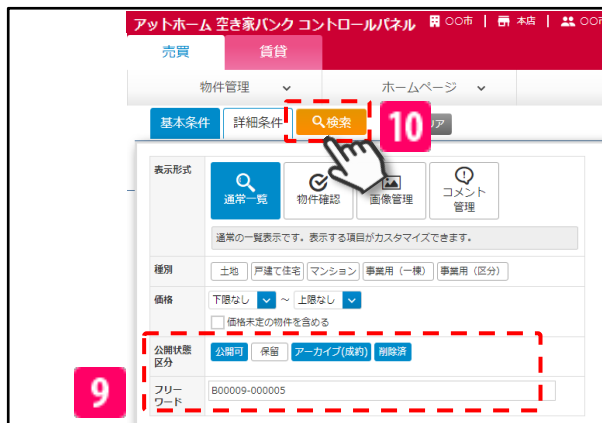 アットホーム 空き家バンク コントロールパネル 〇〇市 | 本店 | 〇〇
売買 賃貸
物件管理 ホームページ
基本条件 詳細条件 検索 10 リア
表示形式 通常一覧 物件確認 画像管理 コメント
管理
通常の一覧表示です。表示する項目がカスタマイズできます。
種別 土地 戸建て住宅 マンション 事業用（一棟） 事業用（区分）
価格 下限なし ～ 上限なし
価格未定の物件を含める
公開状態
区分 公開可 保留 アーカイブ(成約) 削除済
9
フリー
ワード B00009-000005